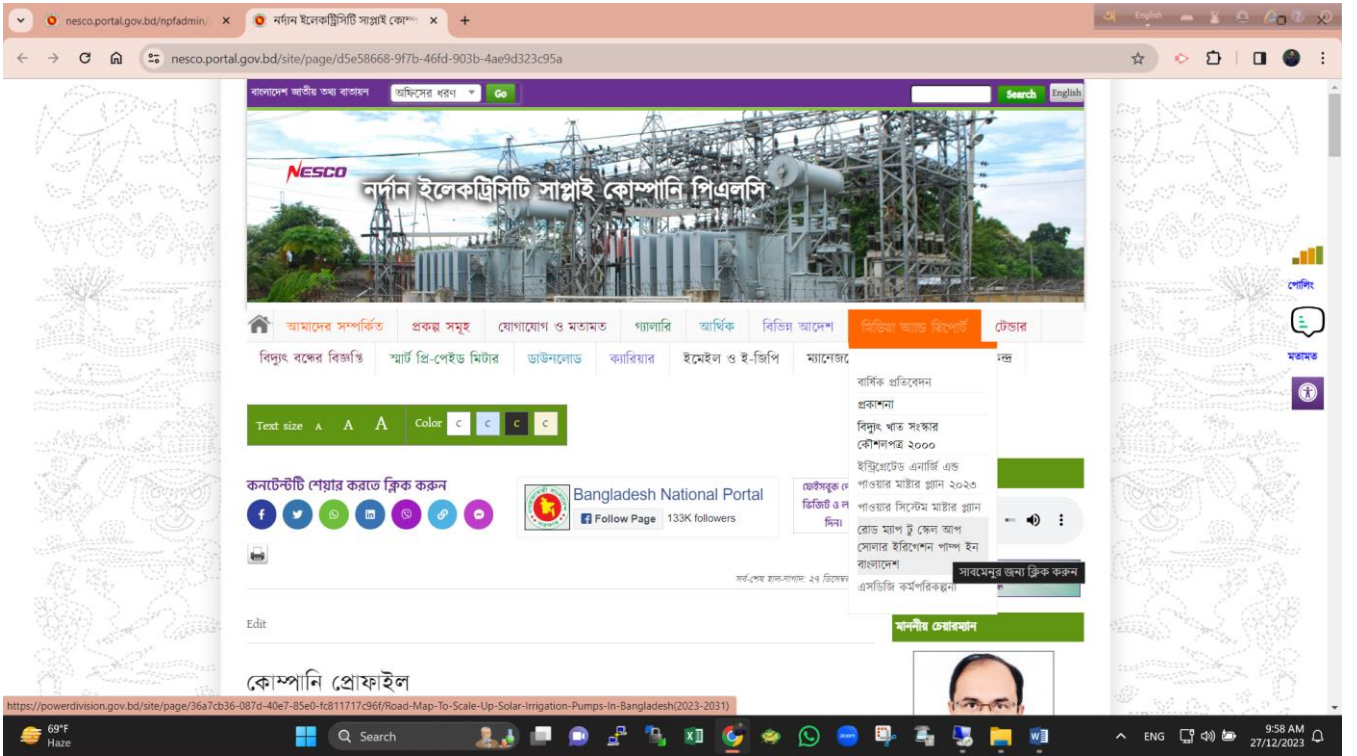 nesco.portal.gov.bd/npfadmin/
নর্দান ইলেকট্রিসিটি সাপ্লাই কোম্প
English
nesco.portal.gov.bd/site/page/d5e58668-9f7b-46fd-903b-4ae9d323c95a
বাংলাদেশ জাতীয় তথ্য বাতায়ন
অফিসের ধরণ
Go
Search
English
NESCO
নর্দান ইলেকট্রিসিটি সাপ্লাই কোম্পানি পিএলসি
আমাদের সম্পর্কিত প্রকল্প সমূহ যোগাযোগ ও মতামত গ্যালারি আর্থিক বিভিন্ন আদেশ মিডিয়া অ্যান্ড রিপোর্ট টেন্ডার
বিদ্যুৎ বন্ধের বিজ্ঞপ্তি স্মার্ট প্রি-পেইড মিটার ডাউনলোড ক্যারিয়ার ইমেইল ও ই-জিপি ম্যানেজ
বার্ষিক প্রতিবেদন
প্রকাশনা
বিদ্যুৎ খাত সংস্কার
কৌশলপত্র ২০০০
ইন্ট্রিগ্রেটেড এনার্জি এন্ড
পাওয়ার মাষ্টার প্ল্যান ২০২৩
পাওয়ার সিস্টেম মাষ্টার প্ল্যান
রোড ম্যাপ টু স্কেল আপ
সোলার ইরিগেশন পাম্প ইন
বাংলাদেশ
এসডিজি কর্মপরিকল্পনা
সাবমেনুর জন্য ক্লিক করুন
পোলিং
মতামত
Text size A A A Color C C C C
কনটেন্টটি শেয়ার করতে ক্লিক করুন
Bangladesh National Portal
Follow Page 133K followers
ফেইসবুক
ভিজিট ও
দিন।
সর্ব-শেষ হাল-নাগাদ: ২৭ ডিসেম্বর
Edit
মাননীয় চেয়ারম্যান
কোম্পানি প্রোফাইল
https://powerdivision.gov.bd/site/page/36a7cb36-087d-40e7-85e0-fc811717c96f/Road-Map-To-Scale-Up-Solar-Irrigation-Pumps-In-Bangladesh(2023-2031)
69°F
Haze
Search
ENG
9:58 AM
27/12/2023